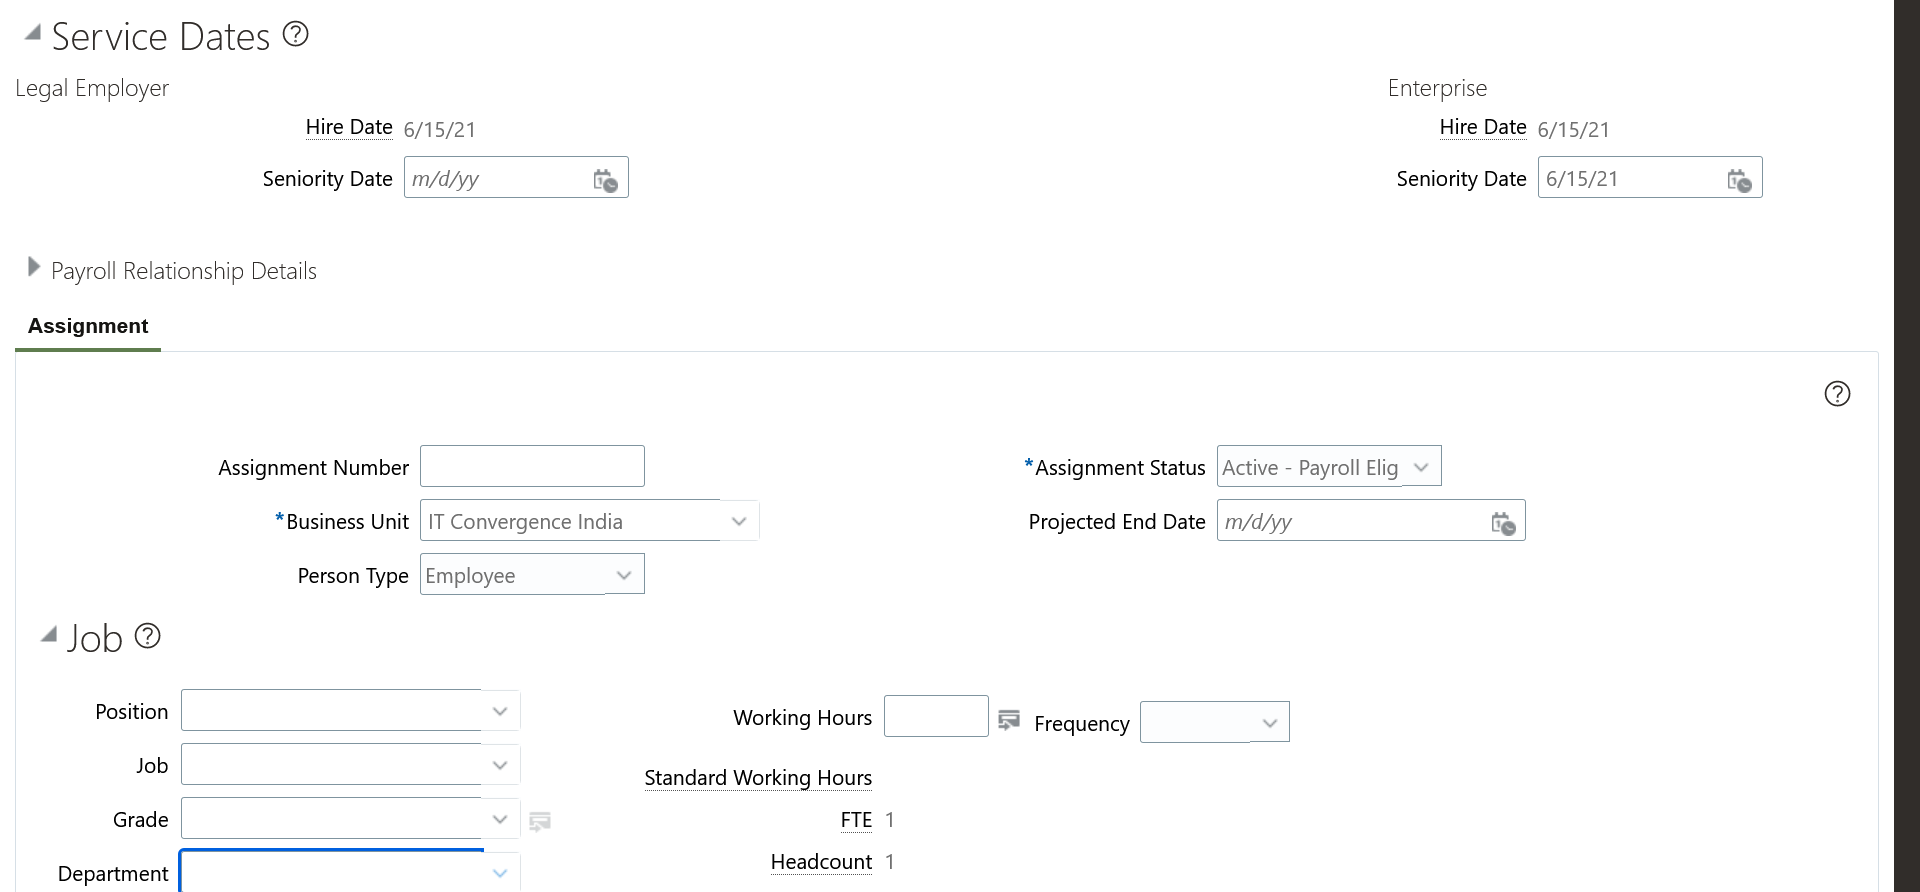 Service Dates ?
Legal Employer
Enterprise
Hire Date 6/15/21
Hire Date 6/15/21
Seniority Date m/d/yy
Seniority Date 6/15/21
Payroll Relationship Details
Assignment
?
Assignment Number
*Assignment Status Active - Payroll Elig
*Business Unit IT Convergence India
Projected End Date m/d/yy
Person Type Employee
Job ?
Position
Working Hours
Frequency
Job
Standard Working Hours
Grade
FTE 1
Headcount 1
Department